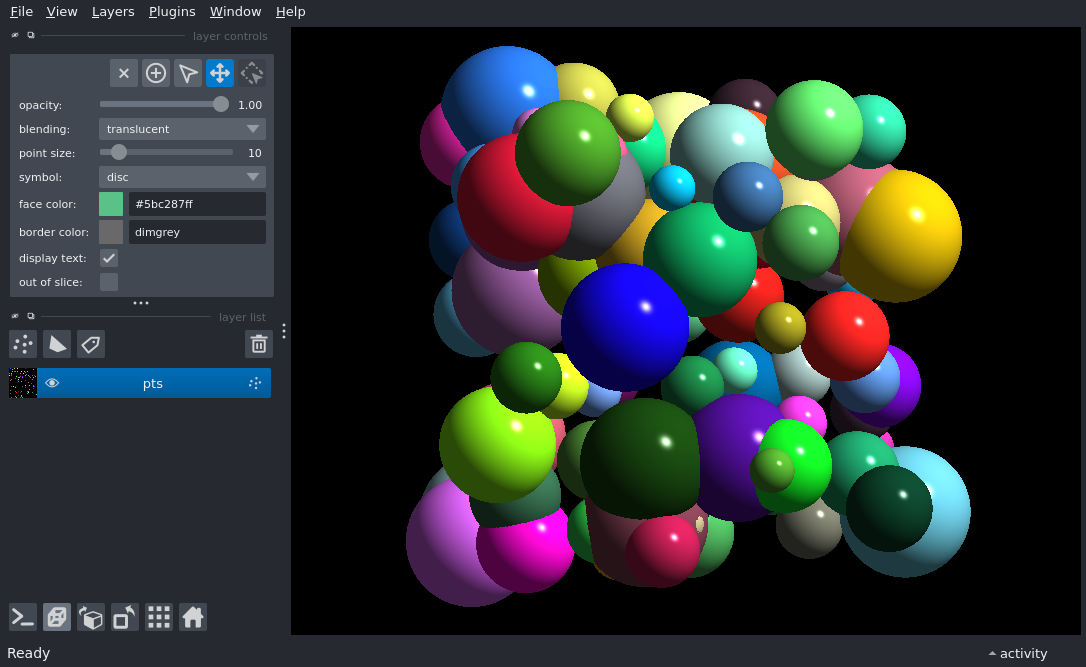 File View Layers Plugins Window Help
layer controls
opacity: 1.00
blending: translucent
point size: 10
symbol: disc
face color: #5bc287ff
border color: dimgrey
display text:
out of slice:
layer list
pts
Ready
activity